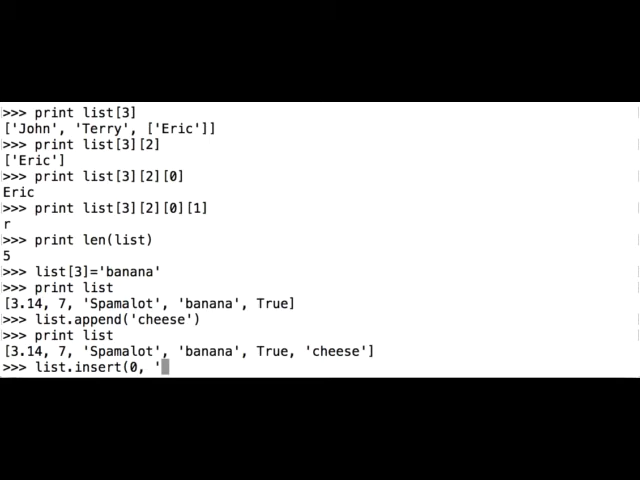 >>> print list[3]
['John', 'Terry', ['Eric']]
>>> print list[3][2]
['Eric']
>>> print list[3][2][0]
Eric
>>> print list[3][2][0][1]
r
>>> print len(list)
5
>>> list[3]='banana'
>>> print list
[3.14, 7, 'Spamalot', 'banana', True]
>>> list.append('cheese')
>>> print list
[3.14, 7, 'Spamalot', 'banana', True, 'cheese']
>>> list.insert(0, '